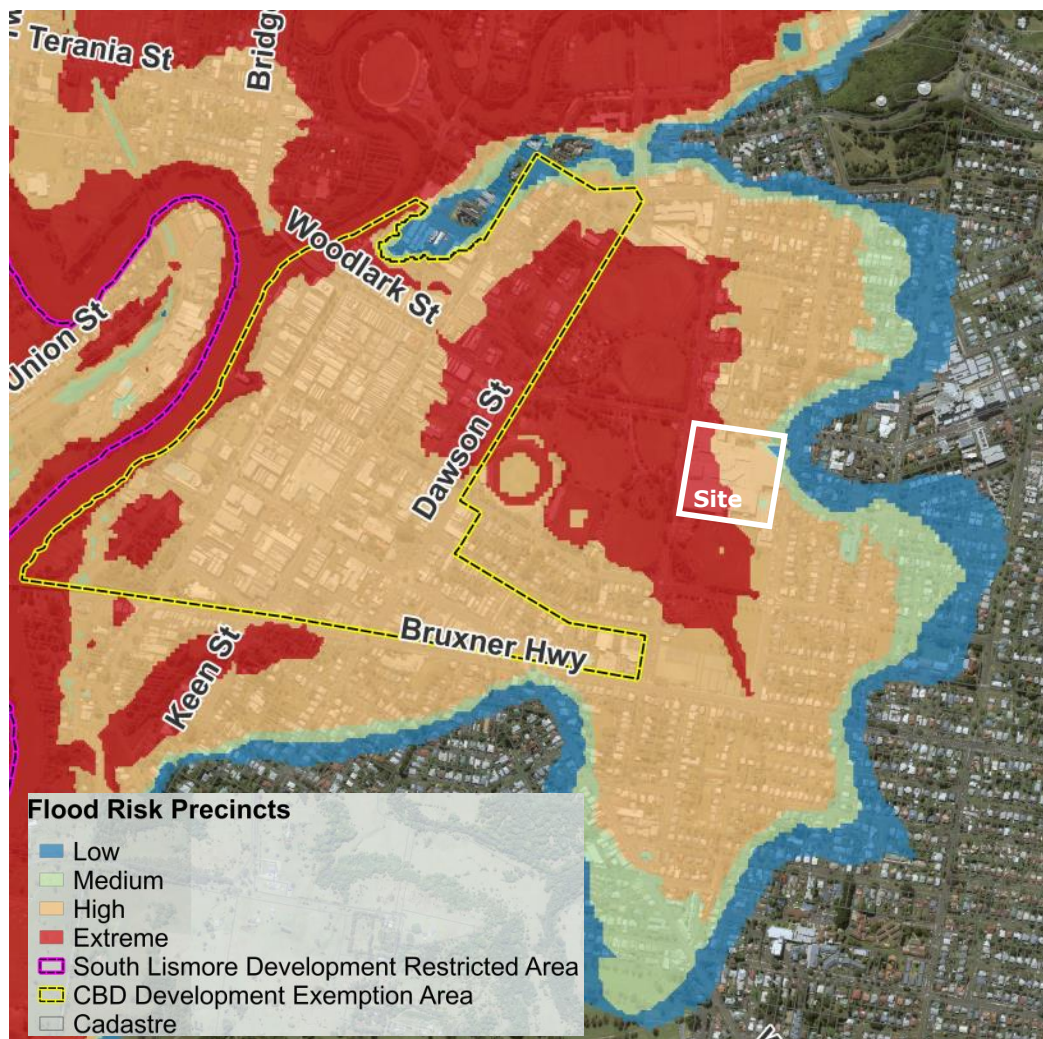 Terania St
Bridg
Woodlark St
Union St
Dawson St
Site
Bruxner Hwy
Keen St
Flood Risk Precincts
Low
Medium
High
Extreme
South Lismore Development Restricted Area
CBD Development Exemption Area
Cadastre